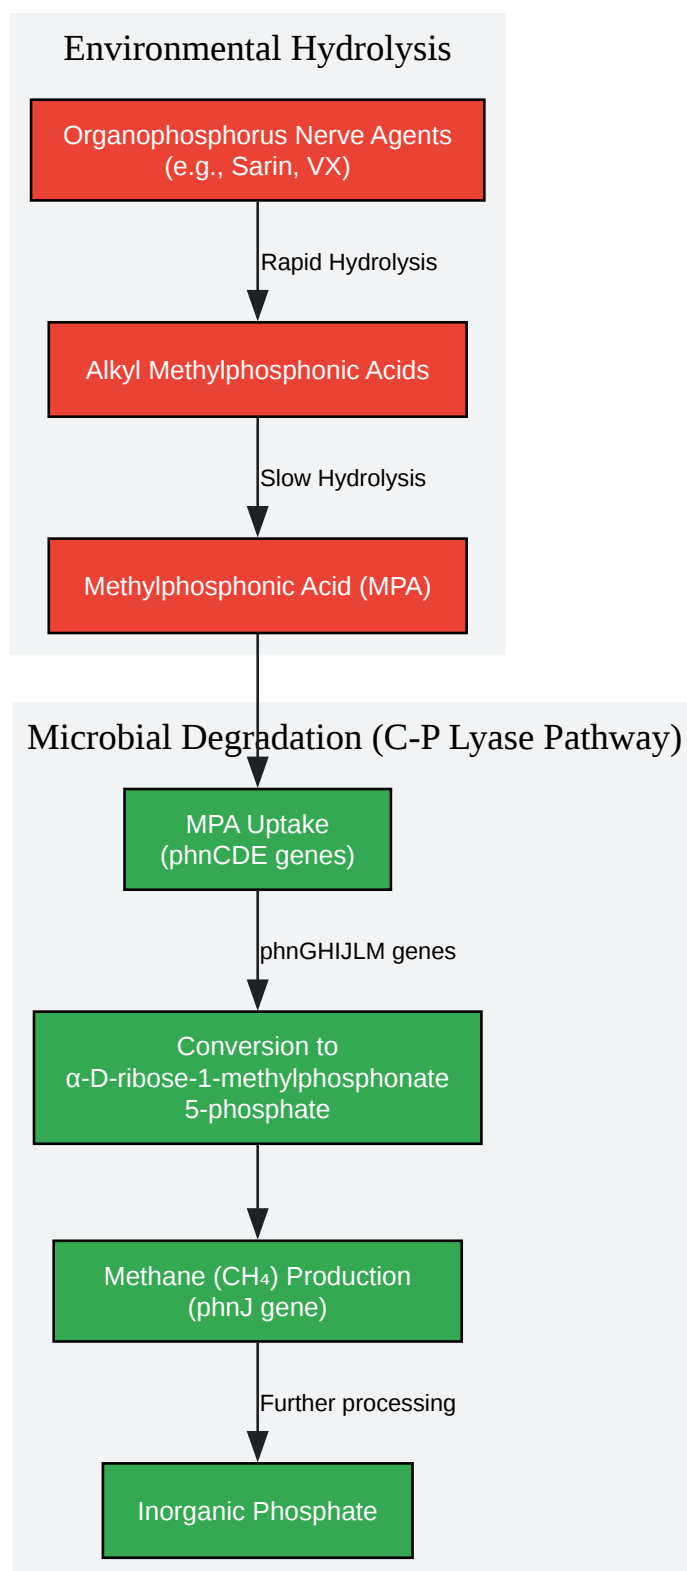 Environmental Hydrolysis
Organophosphorus Nerve Agents
(e.g., Sarin, VX)
Rapid Hydrolysis
Alkyl Methylphosphonic Acids
Slow Hydrolysis
Methylphosphonic Acid (MPA)
Microbial Degradation (C-P Lyase Pathway)
MPA Uptake
(phnCDE genes)
phnGHIJLM genes
Conversion to
α-D-ribose-1-methylphosphonate
5-phosphate
Methane (CH₄) Production
(phnJ gene)
Further processing
Inorganic Phosphate